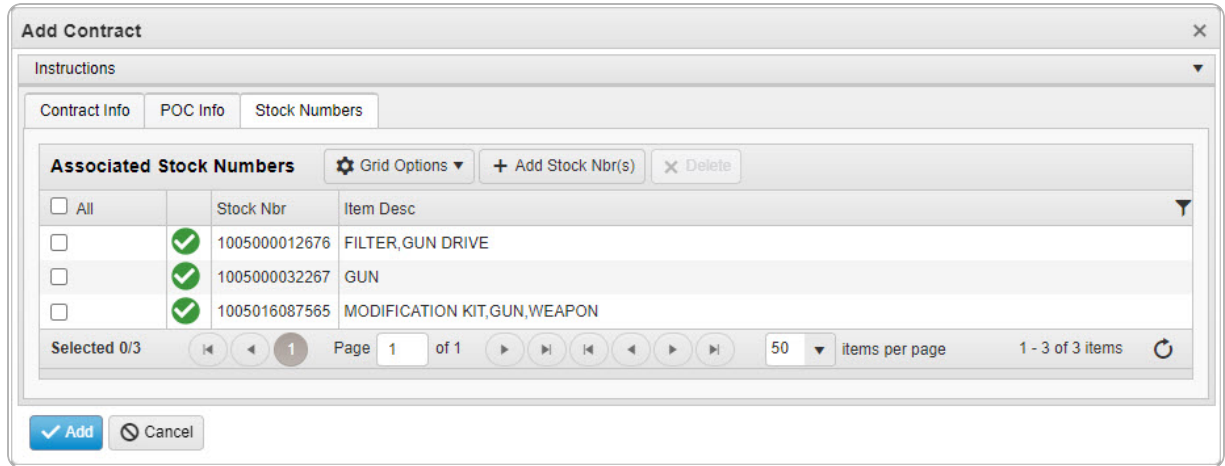 Add Contract
Instructions
Contract Info POC Info Stock Numbers
Associated Stock Numbers Grid Options + Add Stock Nbr(s) Delete
All Stock Nbr Item Desc
1005000012676 FILTER,GUN DRIVE
1005000032267 GUN
1005016087565 MODIFICATION KIT,GUN,WEAPON
Selected 0/3 1 Page 1 of 1 50 items per page 1 - 3 of 3 items
Add Cancel